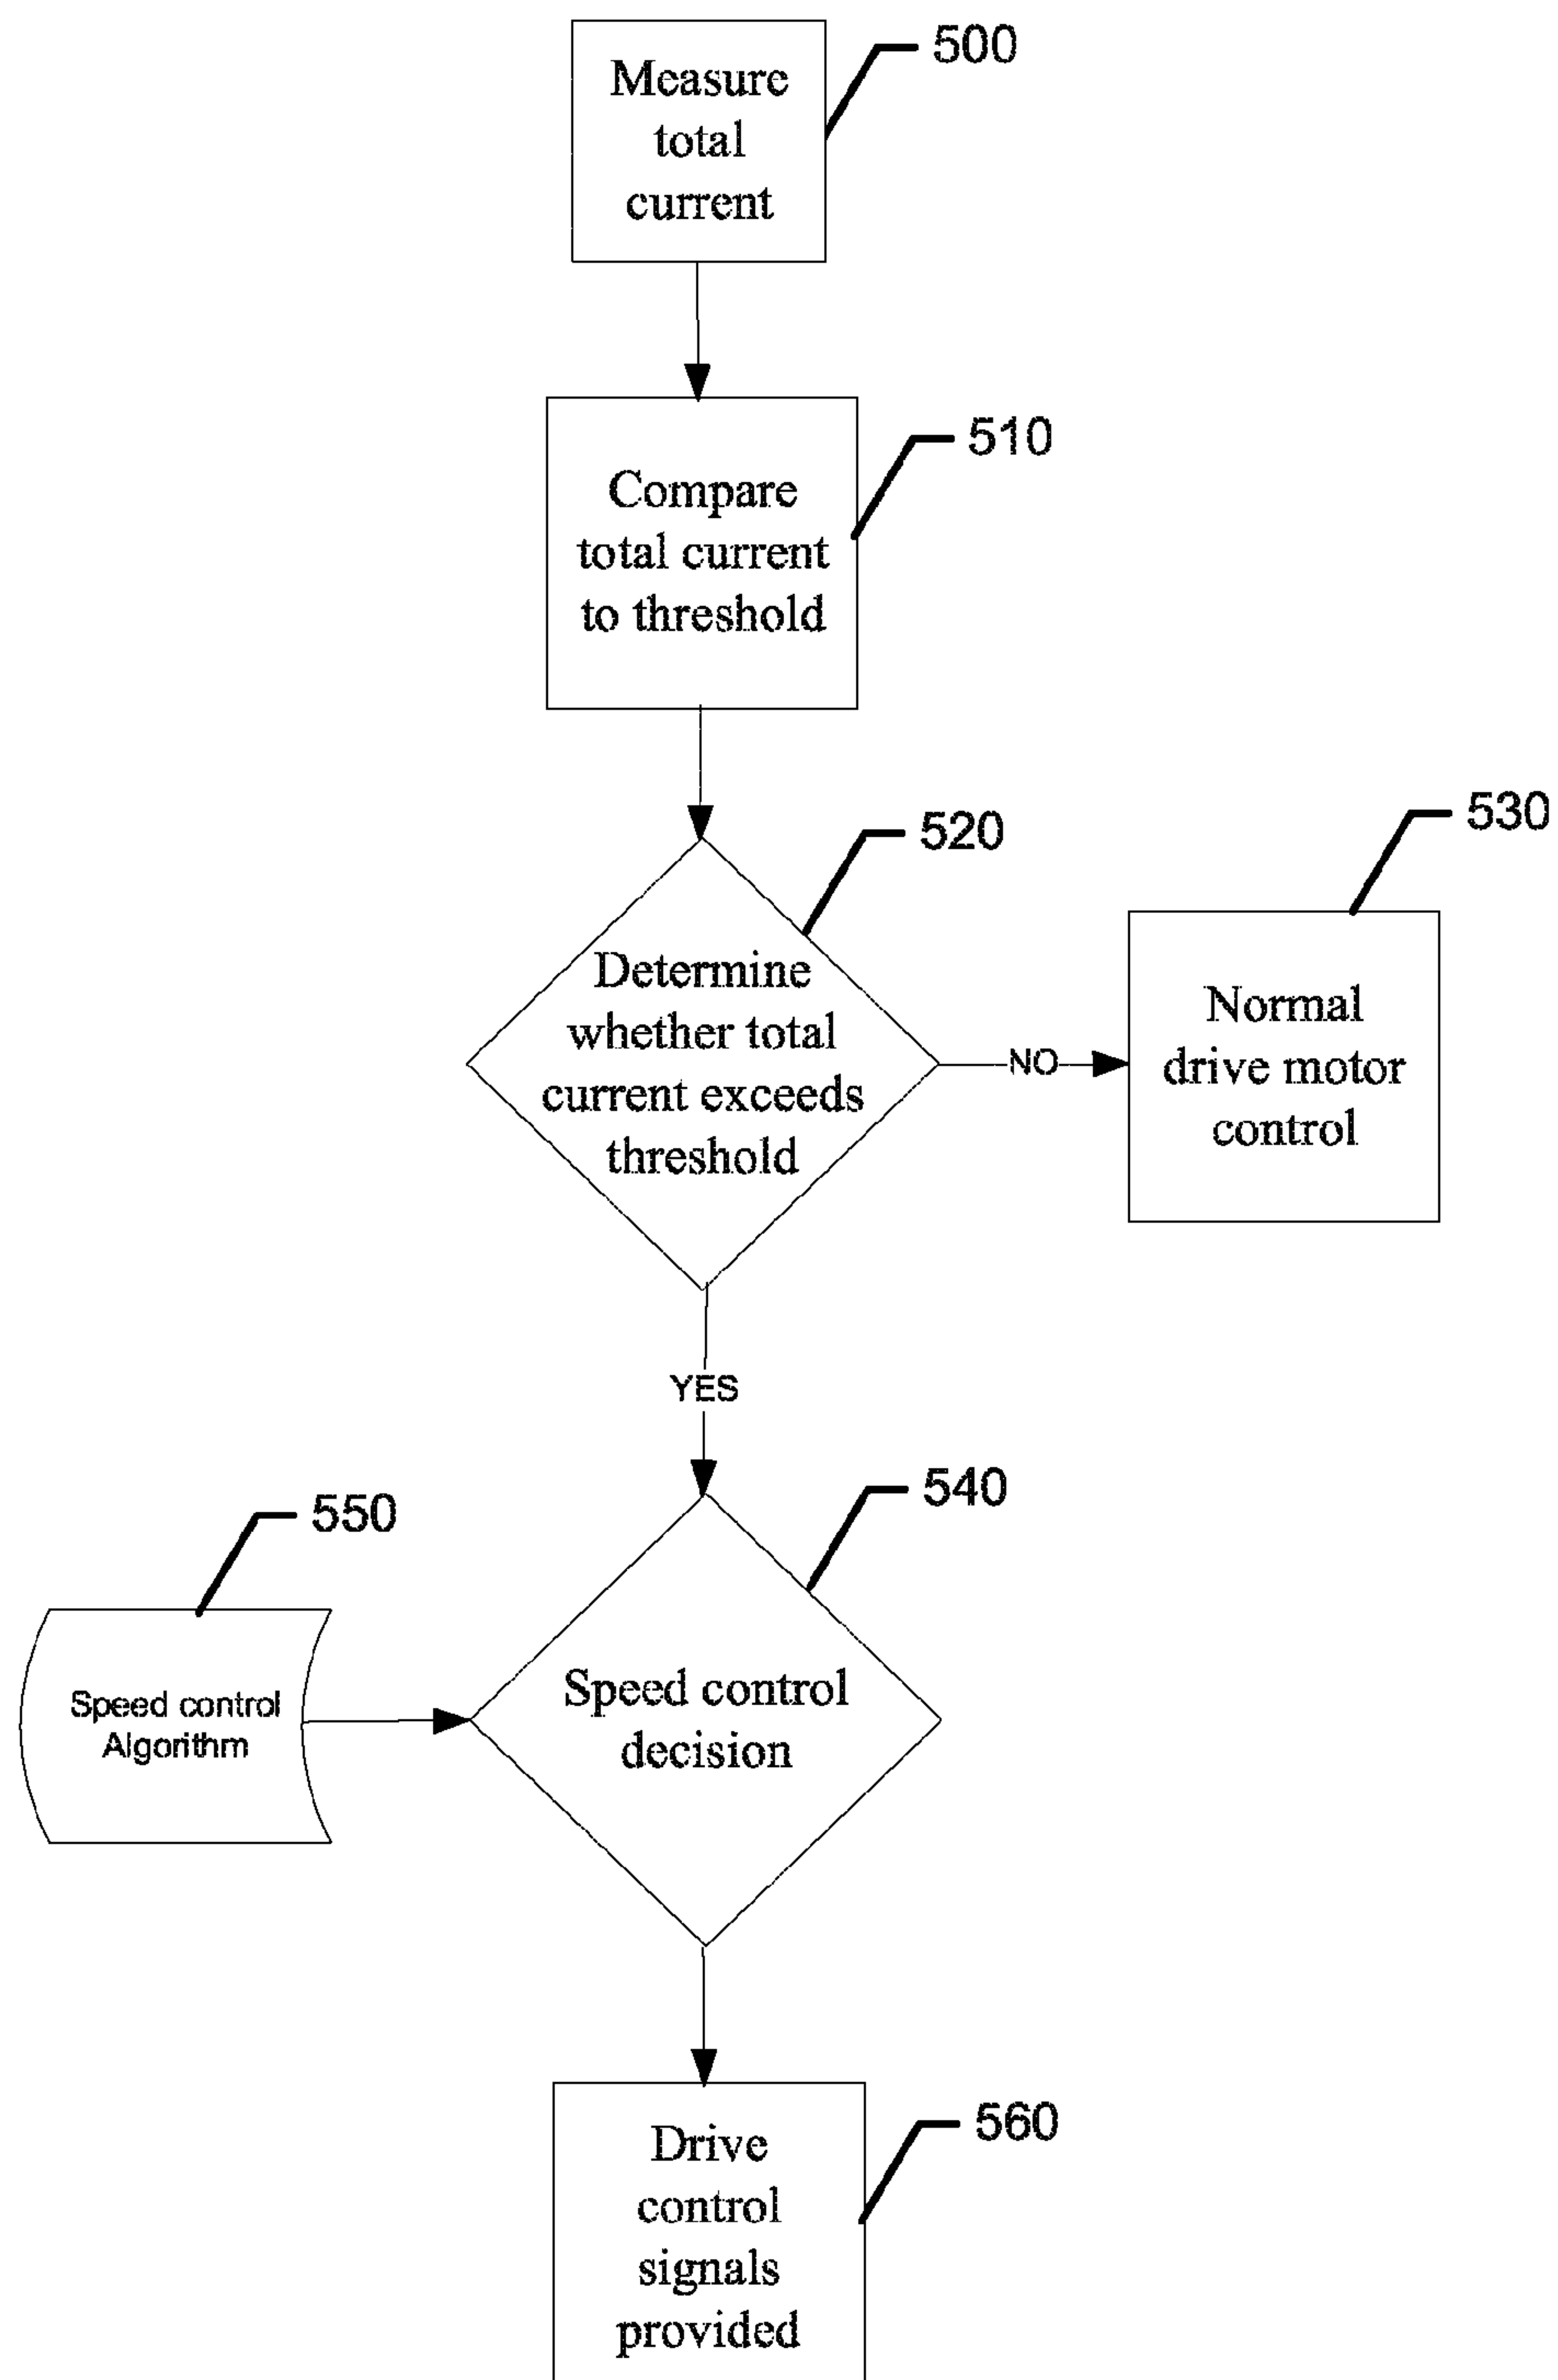 500
Measure
total
current
510
Compare
total current
to threshold
520
Determine
whether total
current exceeds
threshold
NO
530
Normal
drive motor
control
YES
540
Speed control
decision
550
Speed control
Algorithm
560
Drive
control
signals
provided